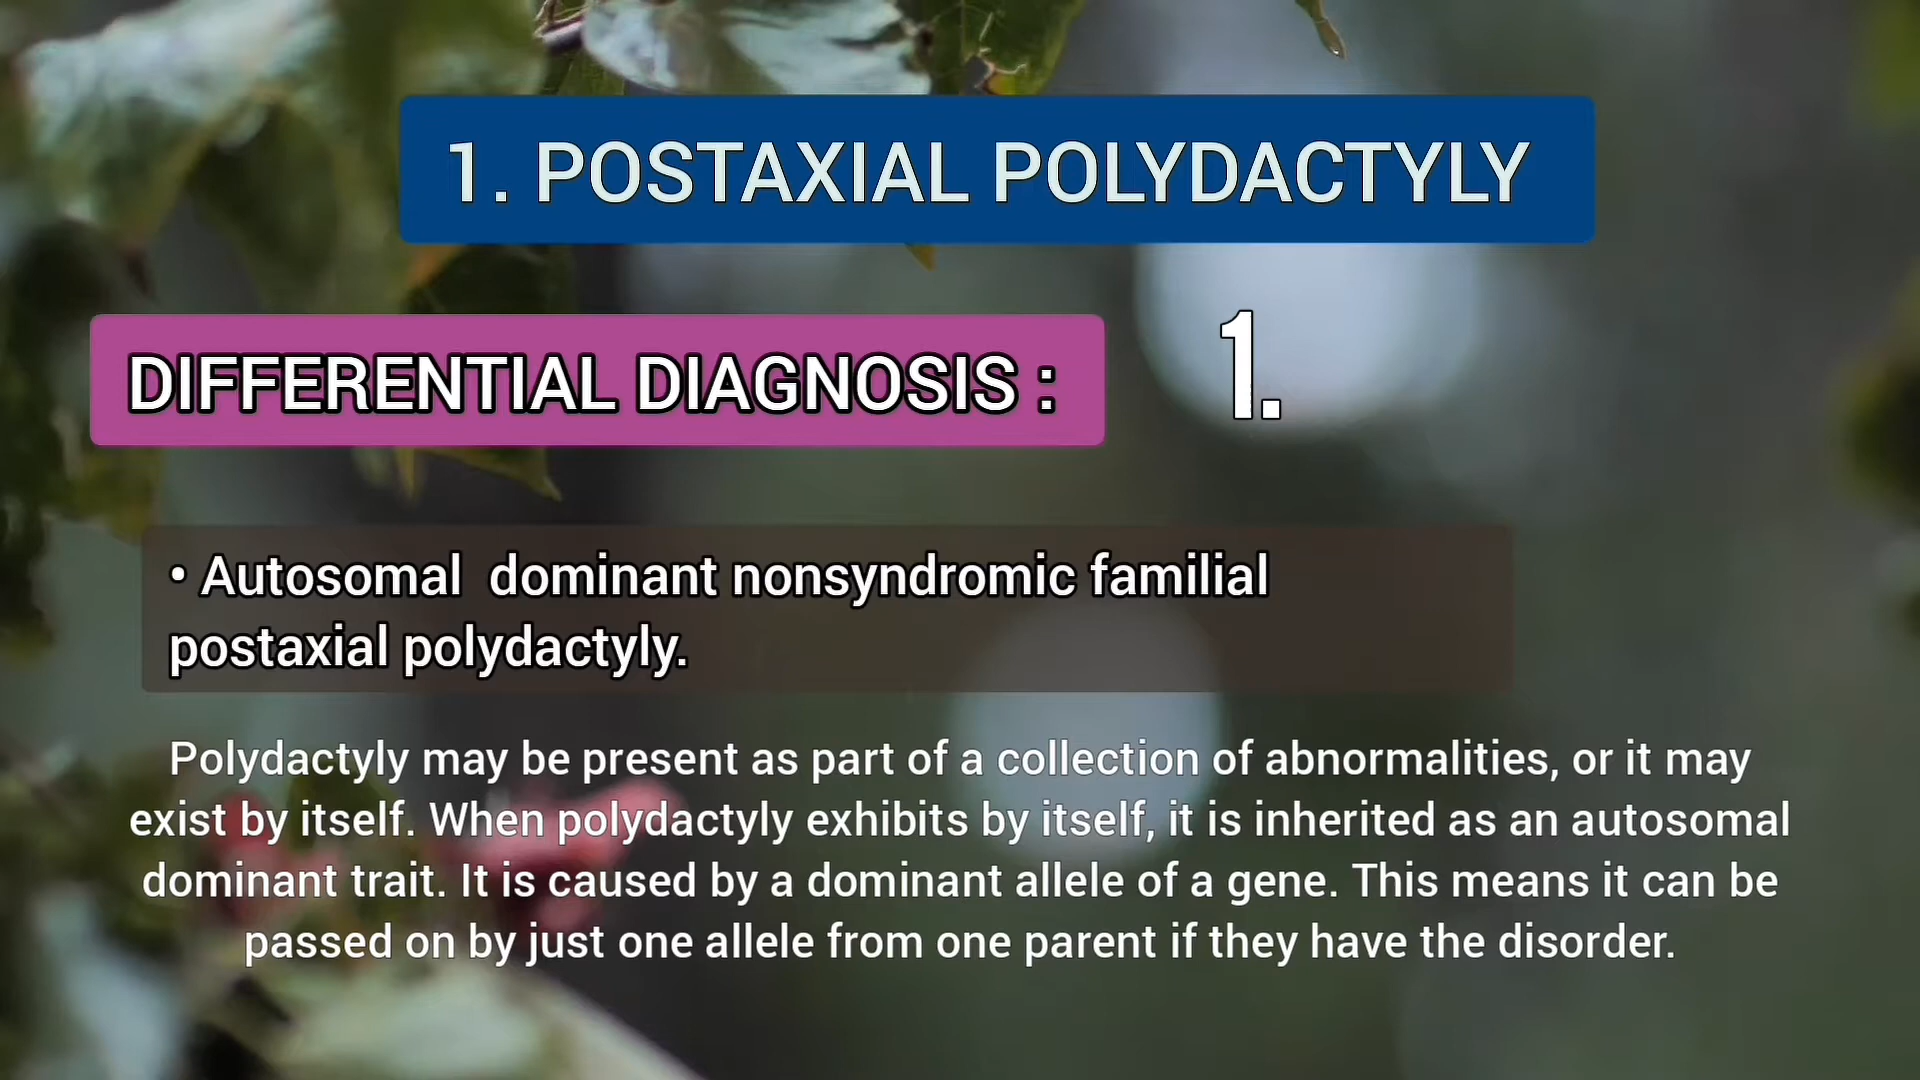 1. POSTAXIAL POLYDACTYLY
DIFFERENTIAL DIAGNOSIS :
1.
• Autosomal dominant nonsyndromic familial
postaxial polydactyly.
Polydactyly may be present as part of a collection of abnormalities, or it may
exist by itself. When polydactyly exhibits by itself, it is inherited as an autosomal
dominant trait. It is caused by a dominant allele of a gene. This means it can be
passed on by just one allele from one parent if they have the disorder.